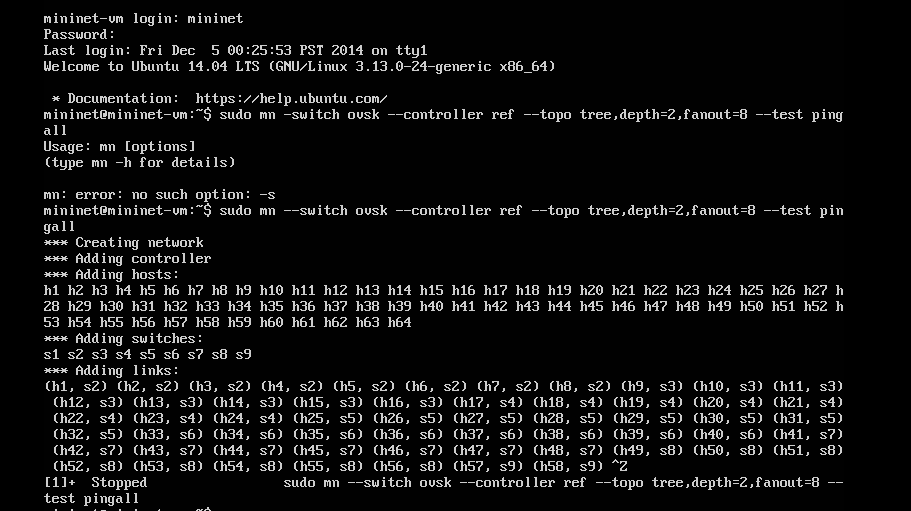 mininet-vm login: mininet
Password:
Last login: Fri Dec  5 00:25:53 PST 2014 on tty1
Welcome to Ubuntu 14.04 LTS (GNU/Linux 3.13.0-24-generic x86_64)
 * Documentation:  https://help.ubuntu.com/
mininet@mininet-vm:~$ sudo mn -switch ovsk --controller ref --topo tree,depth=2,fanout=8 --test ping
all
Usage: mn [options]
(type mn -h for details)
mn: error: no such option: -s
mininet@mininet-vm:~$ sudo mn --switch ovsk --controller ref --topo tree,depth=2,fanout=8 --test pin
gall
*** Creating network
*** Adding controller
*** Adding hosts:
h1 h2 h3 h4 h5 h6 h7 h8 h9 h10 h11 h12 h13 h14 h15 h16 h17 h18 h19 h20 h21 h22 h23 h24 h25 h26 h27 h
28 h29 h30 h31 h32 h33 h34 h35 h36 h37 h38 h39 h40 h41 h42 h43 h44 h45 h46 h47 h48 h49 h50 h51 h52 h
53 h54 h55 h56 h57 h58 h59 h60 h61 h62 h63 h64
*** Adding switches:
s1 s2 s3 s4 s5 s6 s7 s8 s9
*** Adding links:
(h1, s2) (h2, s2) (h3, s2) (h4, s2) (h5, s2) (h6, s2) (h7, s2) (h8, s2) (h9, s3) (h10, s3) (h11, s3)
 (h12, s3) (h13, s3) (h14, s3) (h15, s3) (h16, s3) (h17, s4) (h18, s4) (h19, s4) (h20, s4) (h21, s4)
 (h22, s4) (h23, s4) (h24, s4) (h25, s5) (h26, s5) (h27, s5) (h28, s5) (h29, s5) (h30, s5) (h31, s5)
 (h32, s5) (h33, s6) (h34, s6) (h35, s6) (h36, s6) (h37, s6) (h38, s6) (h39, s6) (h40, s6) (h41, s7)
 (h42, s7) (h43, s7) (h44, s7) (h45, s7) (h46, s7) (h47, s7) (h48, s7) (h49, s8) (h50, s8) (h51, s8)
 (h52, s8) (h53, s8) (h54, s8) (h55, s8) (h56, s8) (h57, s9) (h58, s9) ^Z
[1]+  Stopped                 sudo mn --switch ovsk --controller ref --topo tree,depth=2,fanout=8 --
test pingall